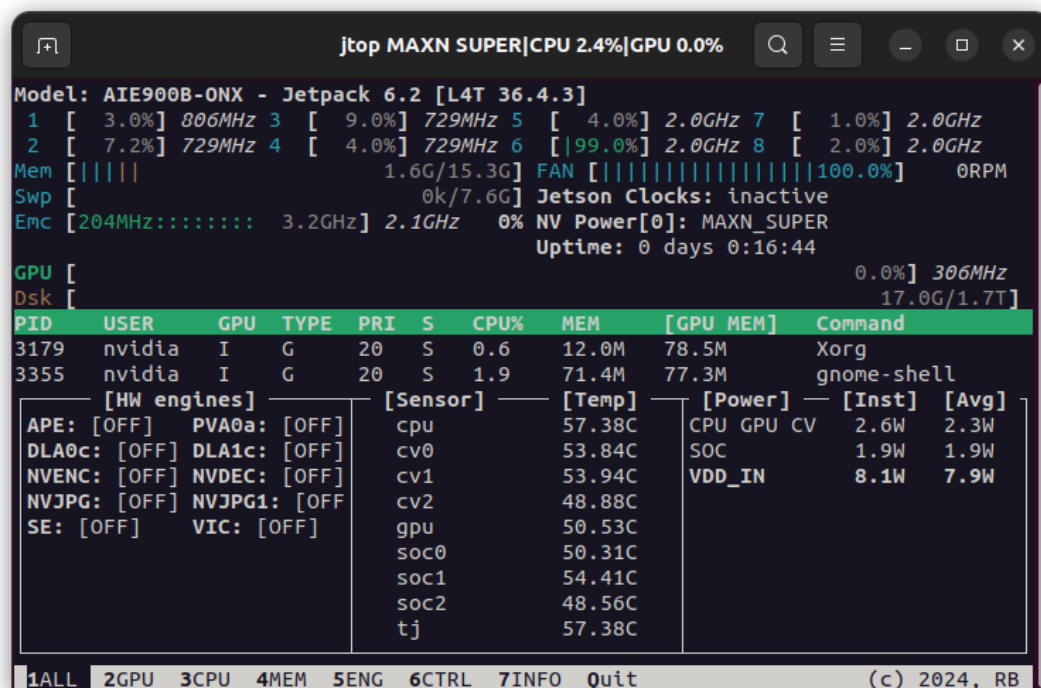 jtop MAXN SUPER|CPU 2.4%|GPU 0.0%
Model: AIE900B-ONX - Jetpack 6.2 [L4T 36.4.3]
1 [ 3.0%] 806MHz 3 [ 9.0%] 729MHz 5 [ 4.0%] 2.0GHz 7 [ 1.0%] 2.0GHz
2 [ 7.2%] 729MHz 4 [ 4.0%] 729MHz 6 [|99.0%] 2.0GHz 8 [ 2.0%] 2.0GHz
Mem [||||| 1.6G/15.3G] FAN [|||||||||||||||||100.0%] 0RPM
Swp [ 0k/7.6G] Jetson Clocks: inactive
Emc [204MHz:::::::: 3.2GHz] 2.1GHz 0% NV Power[0]: MAXN_SUPER
Uptime: 0 days 0:16:44
GPU [ 0.0%] 306MHz
Dsk [ 17.0G/1.7T]
PID USER GPU TYPE PRI S CPU% MEM [GPU MEM] Command
3179 nvidia I G 20 S 0.6 12.0M 78.5M Xorg
3355 nvidia I G 20 S 1.9 71.4M 77.3M gnome-shell
[HW engines] [Sensor] [Temp] [Power] [Inst] [Avg]
APE: [OFF] PVA0a: [OFF] cpu 57.38C CPU GPU CV 2.6W 2.3W
DLA0c: [OFF] DLA1c: [OFF] cv0 53.84C SOC 1.9W 1.9W
NVENC: [OFF] NVDEC: [OFF] cv1 53.94C VDD_IN 8.1W 7.9W
NVJPG: [OFF] NVJPG1: [OFF cv2 48.88C
SE: [OFF] VIC: [OFF] gpu 50.53C
soc0 50.31C
soc1 54.41C
soc2 48.56C
tj 57.38C
1ALL 2GPU 3CPU 4MEM 5ENG 6CTRL 7INFO Quit (c) 2024, RB